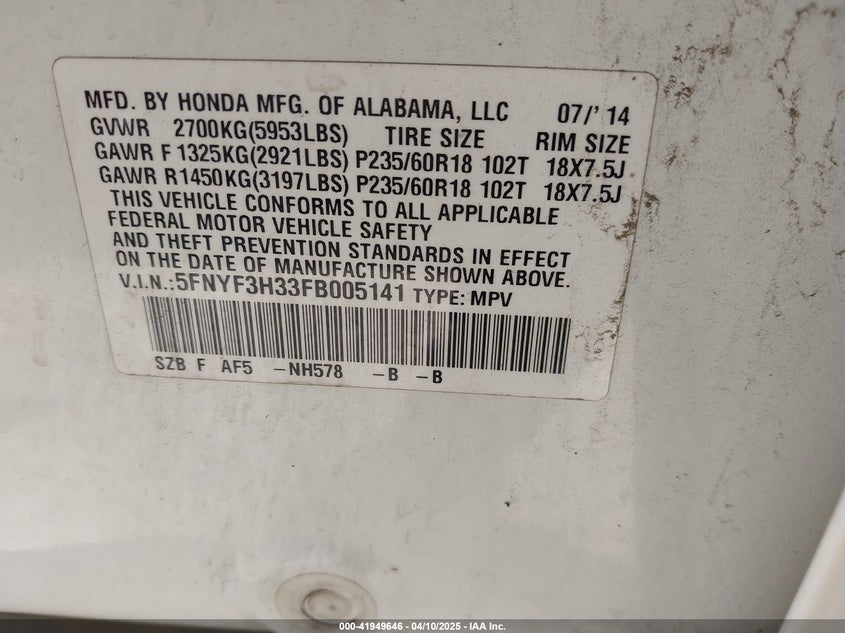 MFD. BY HONDA MFG. OF ALABAMA, LLC 07/'14
GVWR 2700KG(5953LBS) TIRE SIZE RIM SIZE
GAWR F 1325KG(2921LBS) P235/60R18 102T 18X7.5J
GAWR R1450KG(3197LBS) P235/60R18 102T 18X7.5J
THIS VEHICLE CONFORMS TO ALL APPLICABLE
FEDERAL MOTOR VEHICLE SAFETY
AND THEFT PREVENTION STANDARDS IN EFFECT
ON THE DATE OF MANUFACTURE SHOWN ABOVE.
V.I.N.:5FNYF3H33FB005141 TYPE: MPV
SZB F AF5 -NH578 -B -B
000-41949646 - 04/10/2025 - IAA Inc.